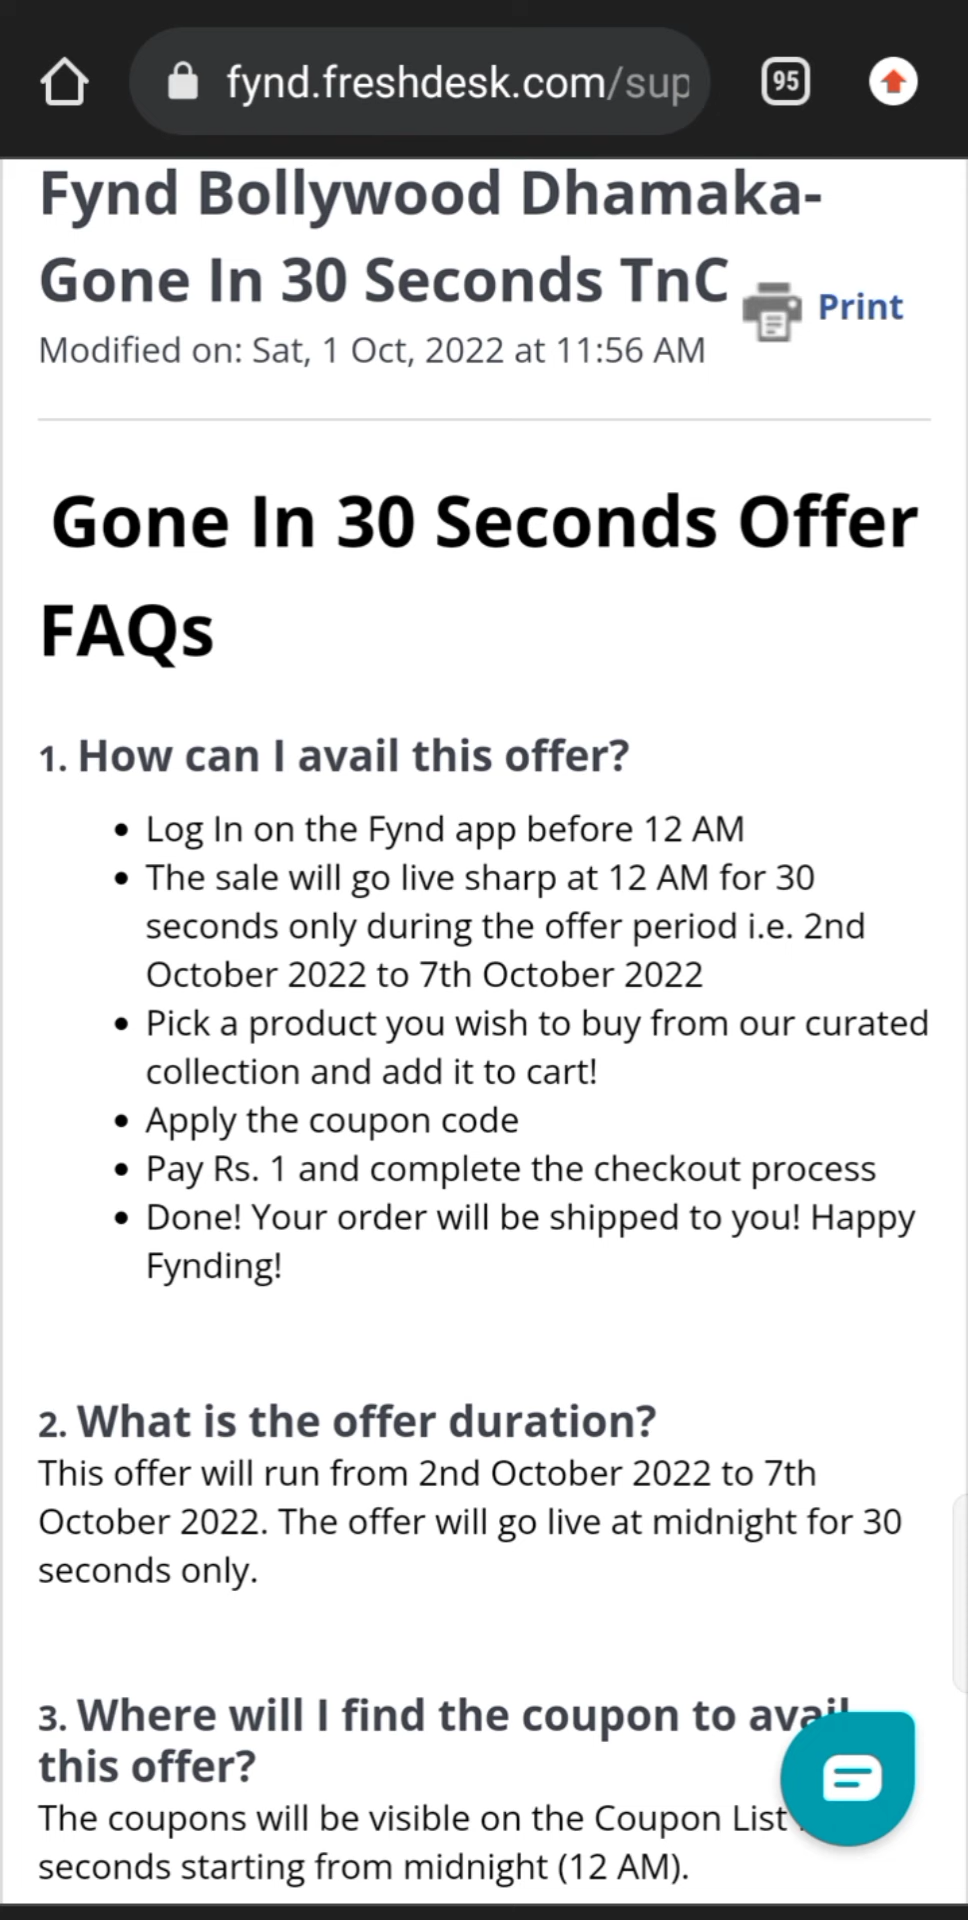 fynd.freshdesk.com/sup
95
Fynd Bollywood Dhamaka-
Gone In 30 Seconds TnC
Print
Modified on: Sat, 1 Oct, 2022 at 11:56 AM
Gone In 30 Seconds Offer
FAQs
1. How can I avail this offer?
• Log In on the Fynd app before 12 AM
• The sale will go live sharp at 12 AM for 30
seconds only during the offer period i.e. 2nd
October 2022 to 7th October 2022
• Pick a product you wish to buy from our curated
collection and add it to cart!
• Apply the coupon code
• Pay Rs. 1 and complete the checkout process
• Done! Your order will be shipped to you! Happy
Fynding!
2. What is the offer duration?
This offer will run from 2nd October 2022 to 7th
October 2022. The offer will go live at midnight for 30
seconds only.
3. Where will I find the coupon to avail
this offer?
The coupons will be visible on the Coupon List
seconds starting from midnight (12 AM).